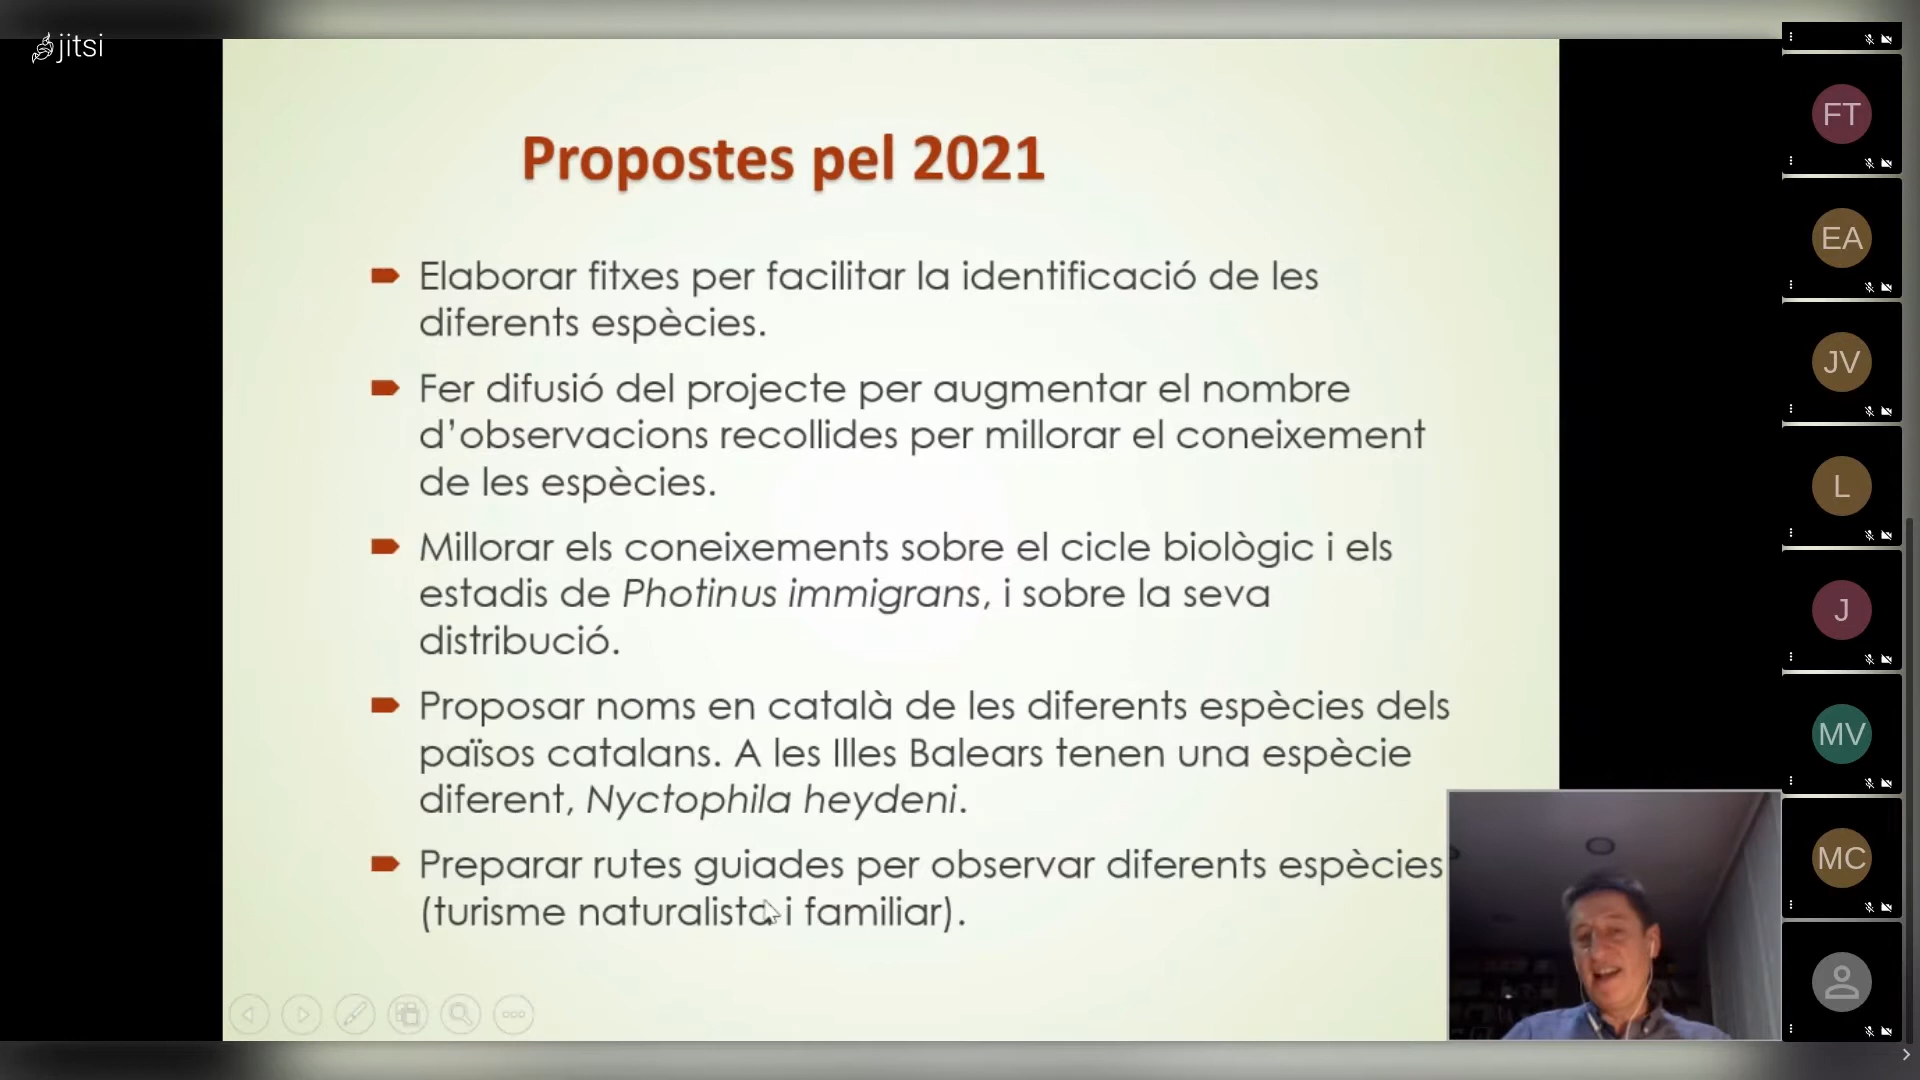 jitsi
Propostes pel 2021
Elaborar fitxes per facilitar la identificació de les
diferents espècies.
Fer difusió del projecte per augmentar el nombre
d’observacions recollides per millorar el coneixement
de les espècies.
Millorar els coneixements sobre el cicle biològic i els
estadis de Photinus immigrans, i sobre la seva
distribució.
Proposar noms en català de les diferents espècies dels
països catalans. A les Illes Balears tenen una espècie
diferent, Nyctophila heydeni.
Preparar rutes guiades per observar diferents espècies
(turisme naturalista i familiar).
FT
EA
JV
L
J
MV
MC